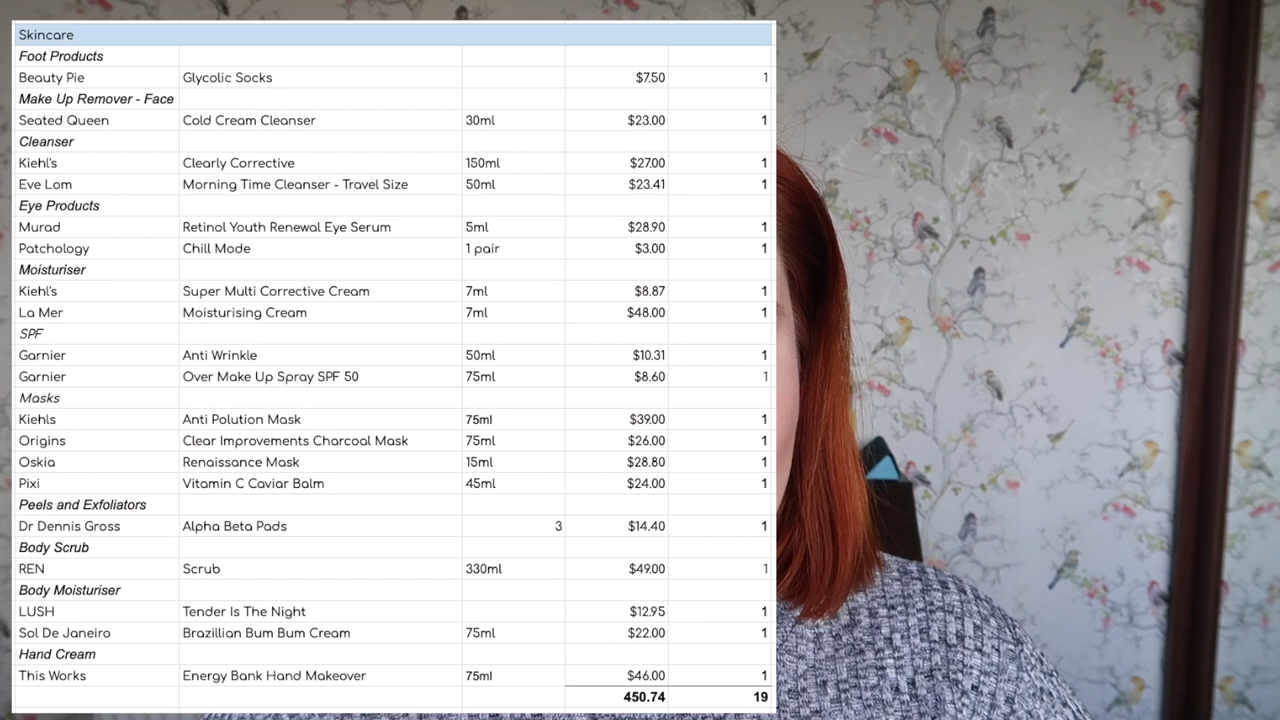 Skincare
Foot Products
Beauty Pie Glycolic Socks $7.50 1
Make Up Remover - Face
Seated Queen Cold Cream Cleanser 30ml $23.00 1
Cleanser
Kiehl's Clearly Corrective 150ml $27.00 1
Eve Lom Morning Time Cleanser - Travel Size 50ml $23.41 1
Eye Products
Murad Retinol Youth Renewal Eye Serum 5ml $28.90 1
Patchology Chill Mode 1 pair $3.00 1
Moisturiser
Kiehl's Super Multi Corrective Cream 7ml $8.87 1
La Mer Moisturising Cream 7ml $48.00 1
SPF
Garnier Anti Wrinkle 50ml $10.31 1
Garnier Over Make Up Spray SPF 50 75ml $8.60 1
Masks
Kiehls Anti Polution Mask 75ml $39.00 1
Origins Clear Improvements Charcoal Mask 75ml $26.00 1
Oskia Renaissance Mask 15ml $28.80 1
Pixi Vitamin C Caviar Balm 45ml $24.00 1
Peels and Exfoliators
Dr Dennis Gross Alpha Beta Pads 3 $14.40 1
Body Scrub
REN Scrub 330ml $49.00 1
Body Moisturiser
LUSH Tender Is The Night $12.95 1
Sol De Janeiro Brazillian Bum Bum Cream 75ml $22.00 1
Hand Cream
This Works Energy Bank Hand Makeover 75ml $46.00 1
450.74 19